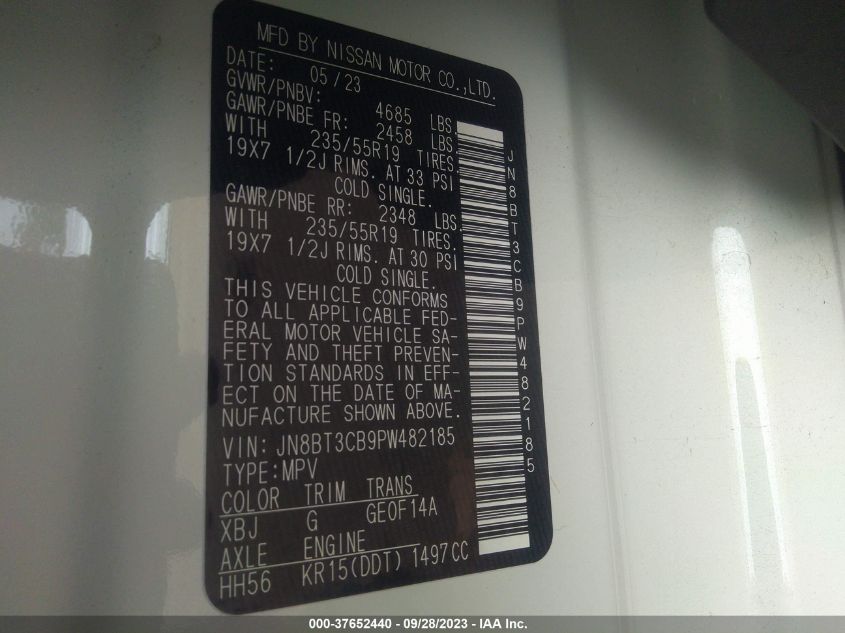 MFD BY NISSAN MOTOR CO.,LTD.
DATE: 05/23
GVWR/PNBV: 4685 LBS.
GAWR/PNBE FR: 2458 LBS.
WITH 235/55R19 TIRES.
19X7 1/2J RIMS. AT 33 PSI
COLD SINGLE.
GAWR/PNBE RR: 2348 LBS.
WITH 235/55R19 TIRES.
19X7 1/2J RIMS. AT 30 PSI
COLD SINGLE.
THIS VEHICLE CONFORMS
TO ALL APPLICABLE FED-
ERAL MOTOR VEHICLE SA-
FETY AND THEFT PREVEN-
TION STANDARDS IN EFF-
ECT ON THE DATE OF MA-
NUFACTURE SHOWN ABOVE.
VIN: JN8BT3CB9PW482185
TYPE:MPV
COLOR TRIM TRANS
XBJ G GE0F14A
AXLE ENGINE
HH56 KR15(DDT) 1497CC
JN8BT3CB9PW482185
000-37652440 - 09/28/2023 - IAA Inc.